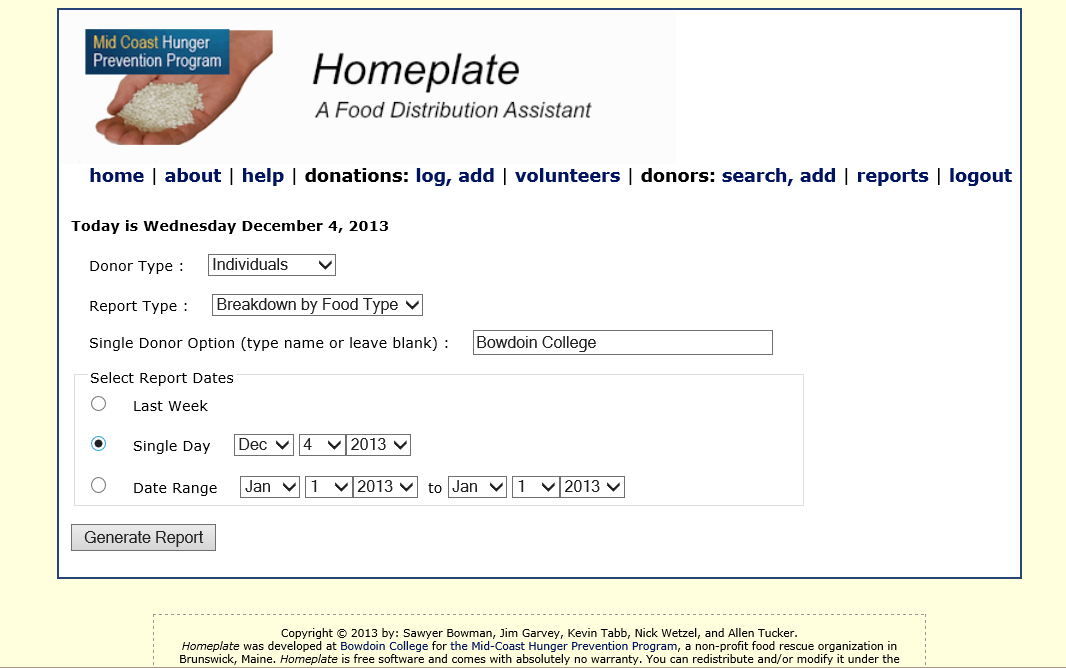 Mid Coast Hunger
Prevention Program
Homeplate
A Food Distribution Assistant
home | about | help | donations: log, add | volunteers | donors: search, add | reports | logout
Today is Wednesday December 4, 2013
Donor Type : Individuals
Report Type : Breakdown by Food Type
Single Donor Option (type name or leave blank) : Bowdoin College
Select Report Dates
Last Week
Single Day Dec 4 2013
Date Range Jan 1 2013 to Jan 1 2013
Generate Report
Copyright © 2013 by: Sawyer Bowman, Jim Garvey, Kevin Tabb, Nick Wetzel, and Allen Tucker.
Homeplate was developed at Bowdoin College for the Mid-Coast Hunger Prevention Program, a non-profit food rescue organization in
Brunswick, Maine. Homeplate is free software and comes with absolutely no warranty. You can redistribute and/or modify it under the